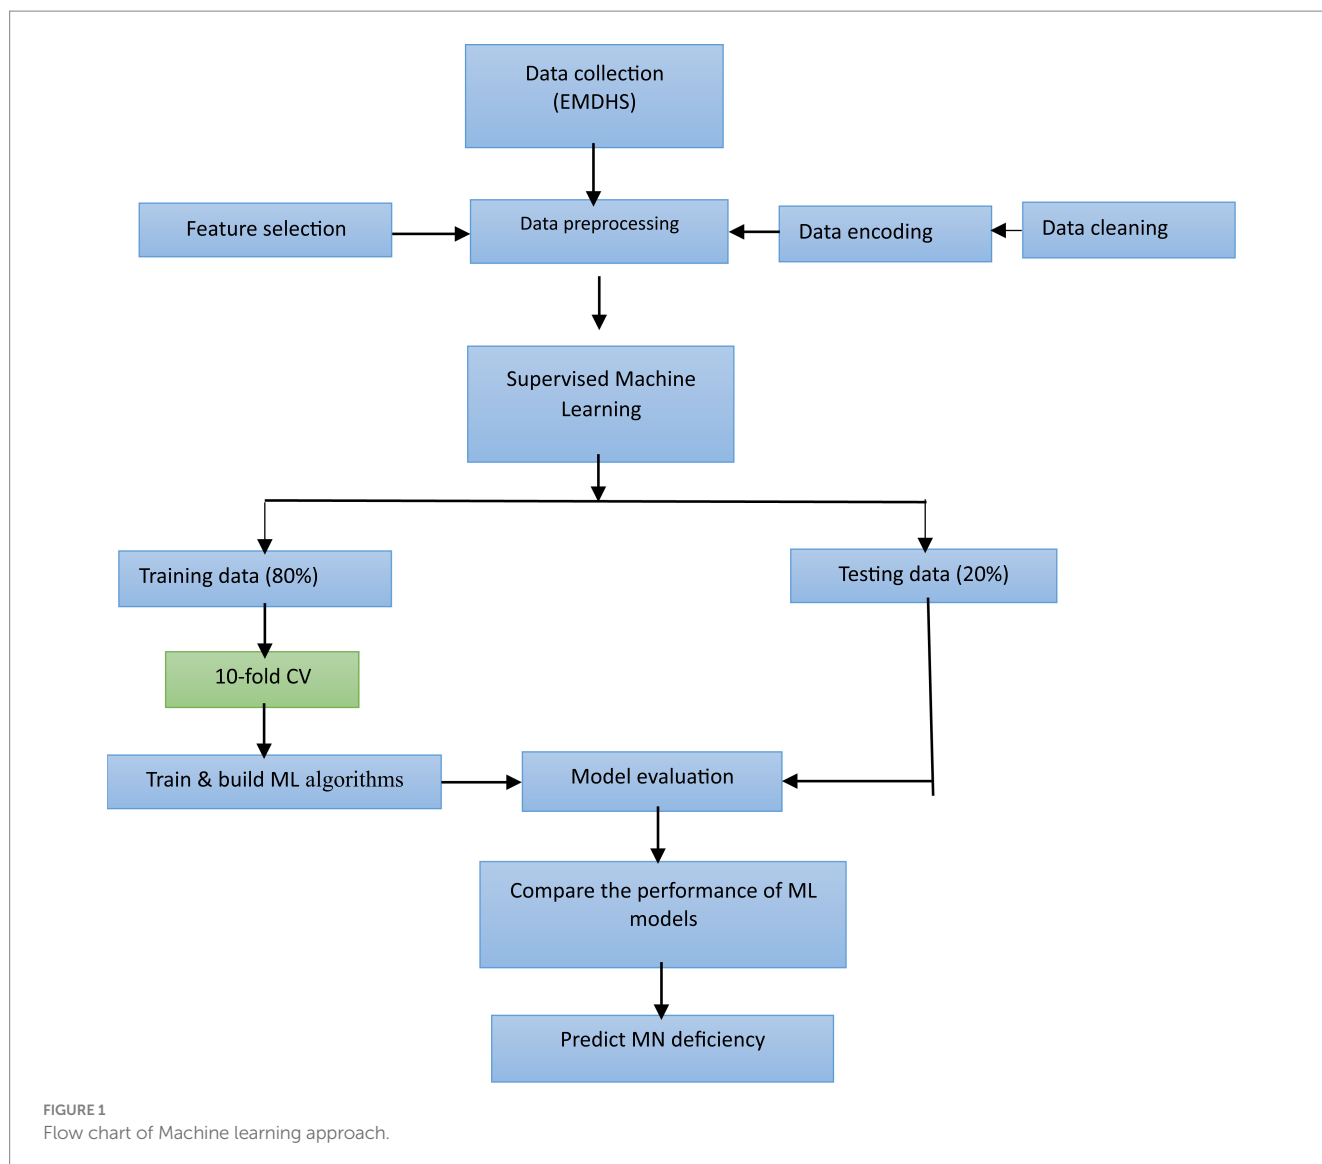 Data collection
(EMDHS)
Feature selection
Data preprocessing
Data encoding
Data cleaning
Supervised Machine
Learning
Training data (80%)
Testing data (20%)
10-fold CV
Train & build ML algorithms
Model evaluation
Compare the performance of ML
models
Predict MN deficiency
FIGURE 1
Flow chart of Machine learning approach.